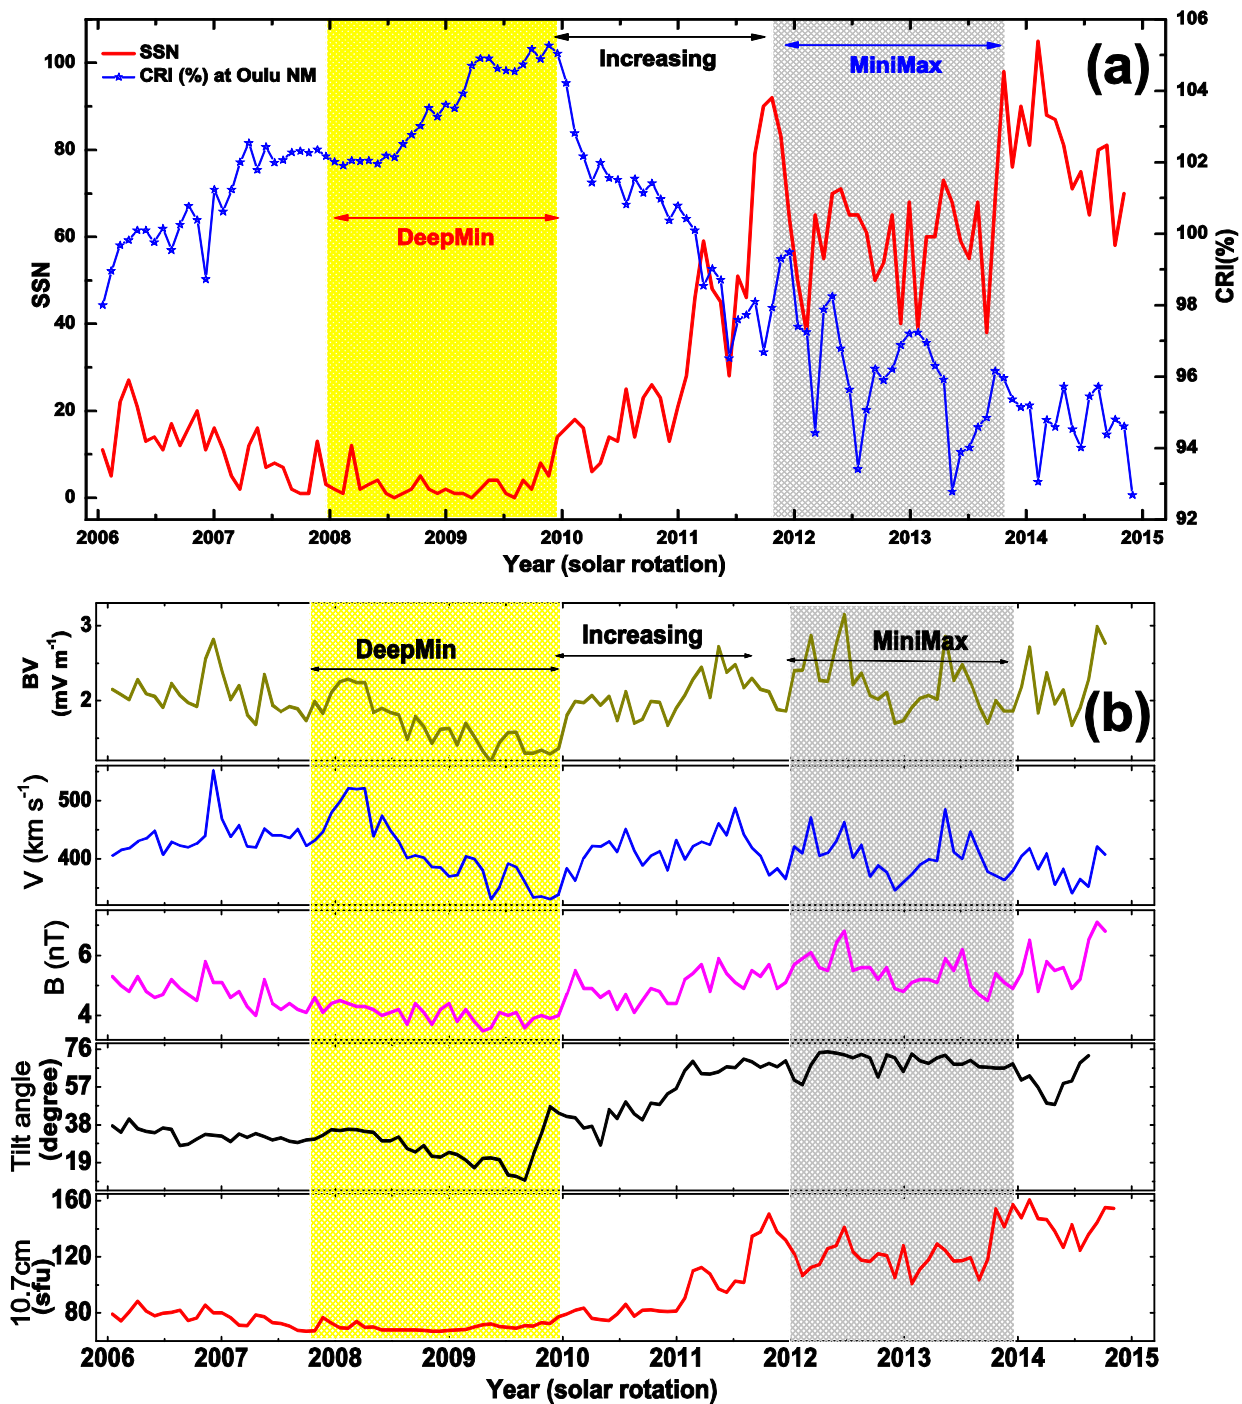 SSN
CRI (%) at Oulu NM
Increasing
MiniMax
(a)
DeepMin
SSN
CRI(%)
100
80
60
40
20
0
106
104
102
100
98
96
94
92
2006 2007 2008 2009 2010 2011 2012 2013 2014 2015
Year (solar rotation)
DeepMin
Increasing
MiniMax
(b)
BV
(mV m-1)
3
2
V (km s-1)
500
400
B (nT)
6
4
Tilt angle
(degree)
76
57
38
19
10.7cm
(sfu)
160
120
80
2006 2007 2008 2009 2010 2011 2012 2013 2014 2015
Year (solar rotation)